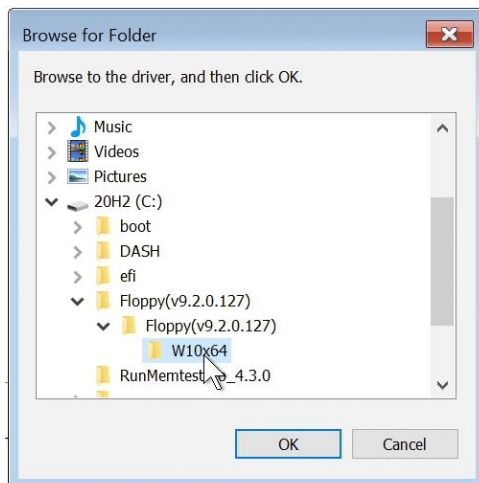 Browse for Folder
Browse to the driver, and then click OK.
Music
Videos
Pictures
20H2 (C:)
boot
DASH
efi
Floppy(v9.2.0.127)
Floppy(v9.2.0.127)
W10x64
OK
Cancel